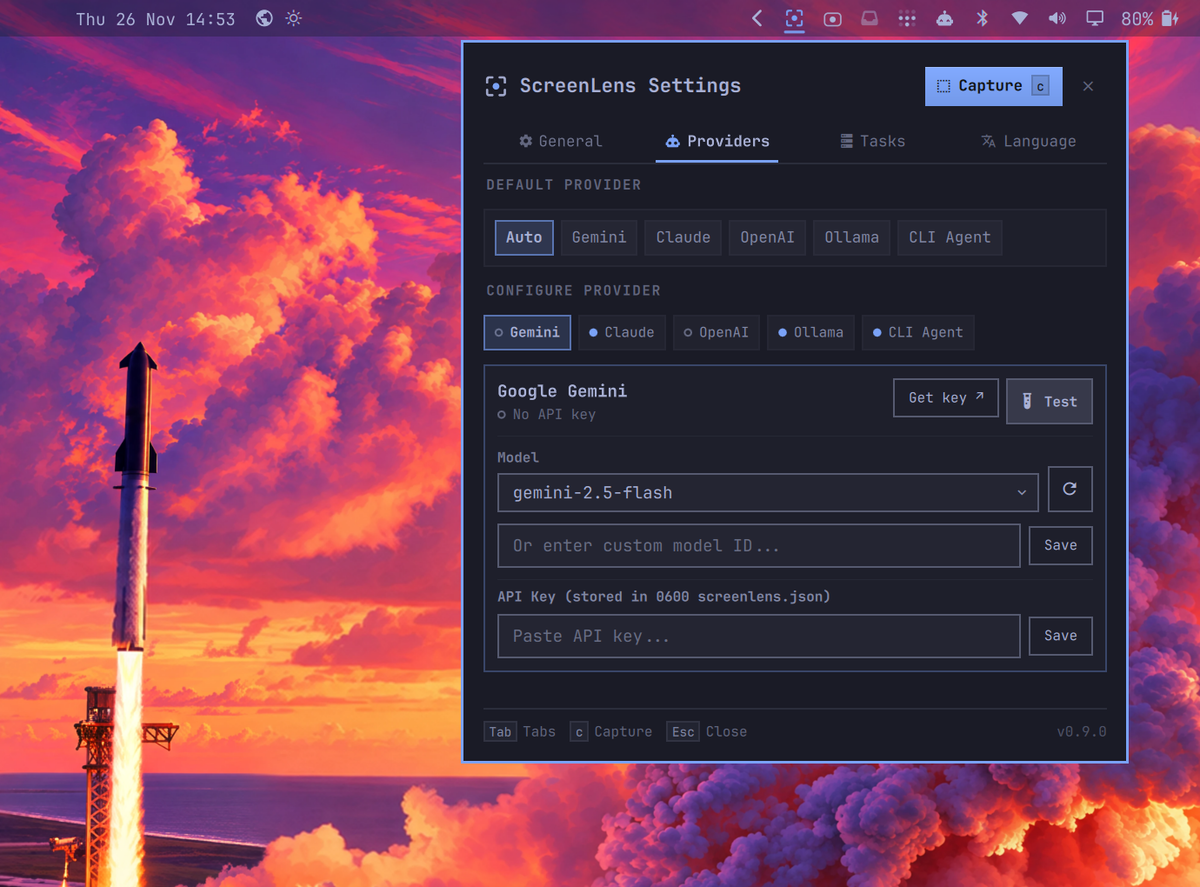 Thu 26 Nov 14:53
80%
ScreenLens Settings
Capture c
General Providers Tasks Language
DEFAULT PROVIDER
Auto Gemini Claude OpenAI Ollama CLI Agent
CONFIGURE PROVIDER
Gemini Claude OpenAI Ollama CLI Agent
Google Gemini
No API key
Get key ↗ Test
Model
gemini-2.5-flash
Or enter custom model ID... Save
API Key (stored in 0600 screenlens.json)
Paste API key... Save
Tab Tabs c Capture Esc Close v0.9.0